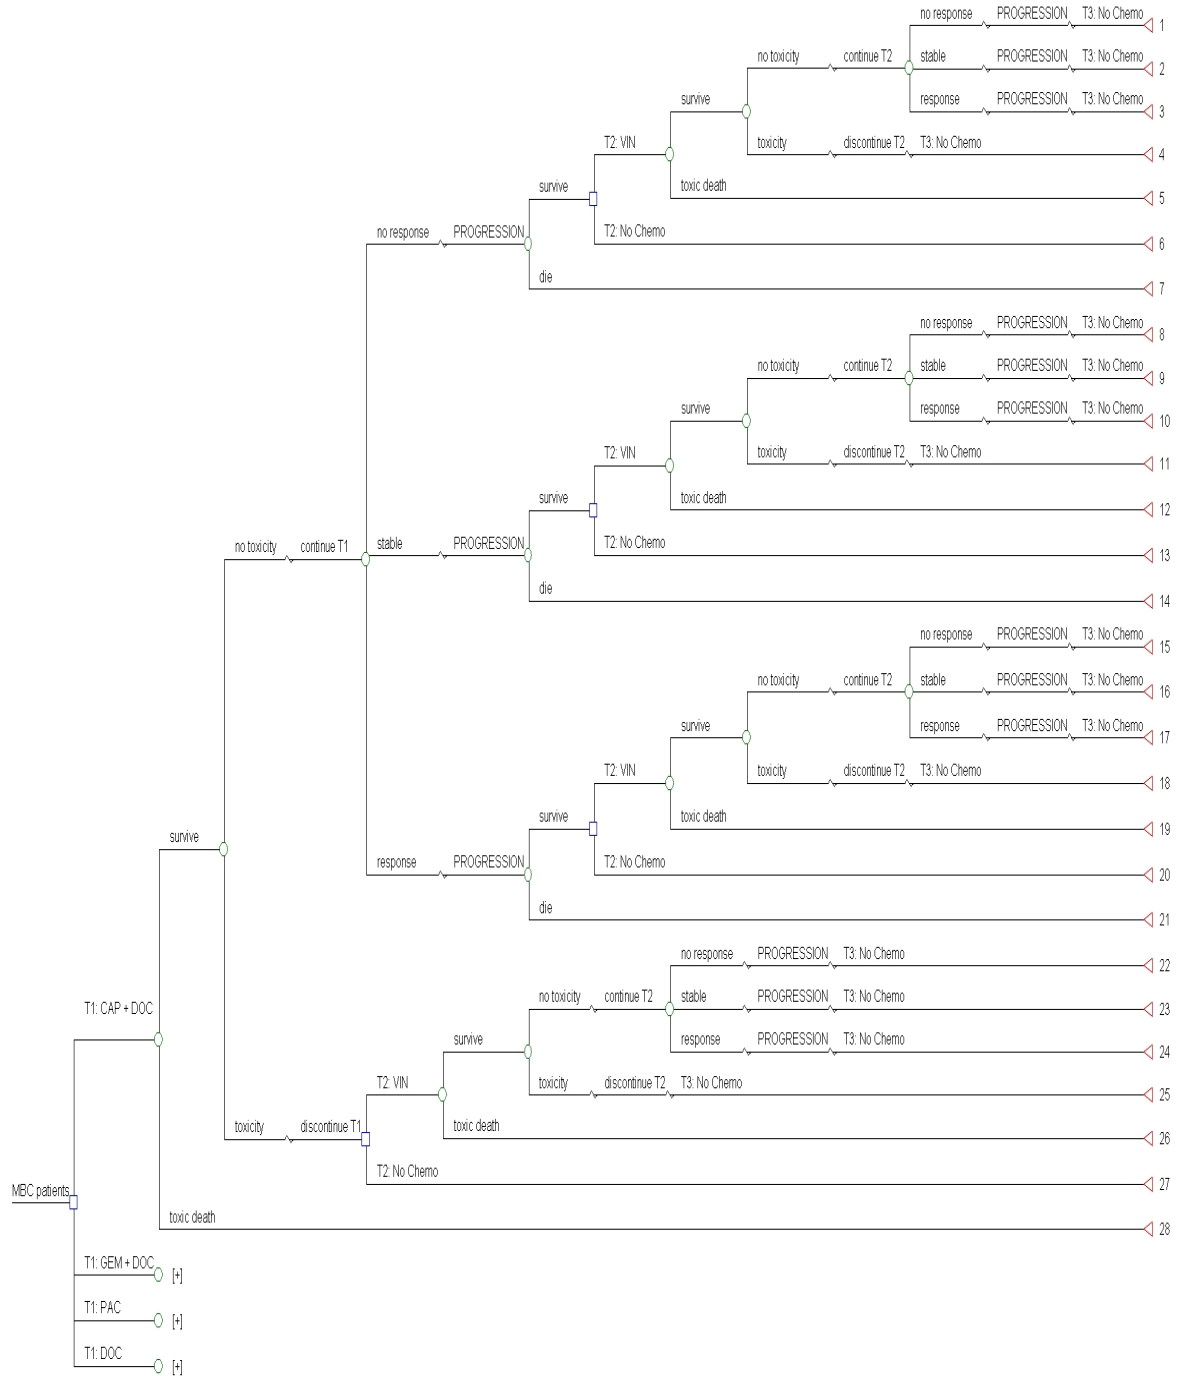 no response PROGRESSION T3: No Chemo 1
no toxicity continue T2 stable PROGRESSION T3: No Chemo 2
survive response PROGRESSION T3: No Chemo 3
T2: VIN toxicity discontinue T2 T3: No Chemo 4
survive toxic death 5
no response PROGRESSION T2: No Chemo 6
die 7
no response PROGRESSION T3: No Chemo 8
no toxicity continue T2 stable PROGRESSION T3: No Chemo 9
survive response PROGRESSION T3: No Chemo 10
T2: VIN toxicity discontinue T2 T3: No Chemo 11
survive toxic death 12
no toxicity continue T1 stable PROGRESSION T2: No Chemo 13
die 14
no response PROGRESSION T3: No Chemo 15
no toxicity continue T2 stable PROGRESSION T3: No Chemo 16
survive response PROGRESSION T3: No Chemo 17
T2: VIN toxicity discontinue T2 T3: No Chemo 18
survive survive toxic death 19
response PROGRESSION T2: No Chemo 20
die 21
no response PROGRESSION T3: No Chemo 22
T1: CAP + DOC no toxicity continue T2 stable PROGRESSION T3: No Chemo 23
survive response PROGRESSION T3: No Chemo 24
T2: VIN toxicity discontinue T2 T3: No Chemo 25
toxicity discontinue T1 toxic death 26
MBC patients T2: No Chemo 27
toxic death 28
T1: GEM + DOC [+]
T1: PAC [+]
T1: DOC [+]